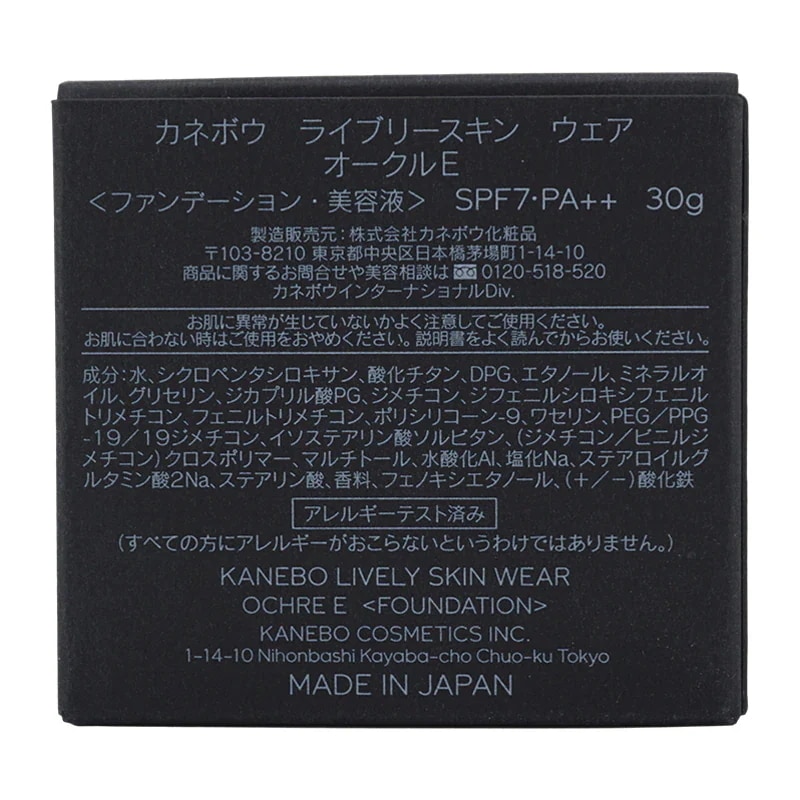 カネボウ ライブリースキン ウェア
オークルE
＜ファンデーション・美容液＞ SPF7・PA++ 30g
製造販売元：株式会社カネボウ化粧品
〒103-8210 東京都中央区日本橋茅場町1-14-10
商品に関するお問合せや美容相談は 0120-518-520
カネボウインターナショナルDiv.
お肌に異常が生じていないかよく注意してご使用ください。
お肌に合わない時はご使用をおやめください。説明書をよく読んでからお使いください。
成分：水、シクロペンタシロキサン、酸化チタン、DPG、エタノール、ミネラルオ
イル、グリセリン、ジカプリル酸PG、ジメチコン、ジフェニルシロキシフェニル
トリメチコン、フェニルトリメチコン、ポリシリコーン-9、ワセリン、PEG／PPG
-19／19ジメチコン、イソステアリン酸ソルビタン、（ジメチコン／ビニルジ
メチコン）クロスポリマー、マルチトール、水酸化Al、塩化Na、ステアロイルグ
ルタミン酸2Na、ステアリン酸、香料、フェノキシエタノール、（+／-）酸化鉄
アレルギーテスト済み
（すべての方にアレルギーがおこらないというわけではありません。）
KANEBO LIVELY SKIN WEAR
OCHRE E <FOUNDATION>
KANEBO COSMETICS INC.
1-14-10 Nihonbashi Kayaba-cho Chuo-ku Tokyo
MADE IN JAPAN